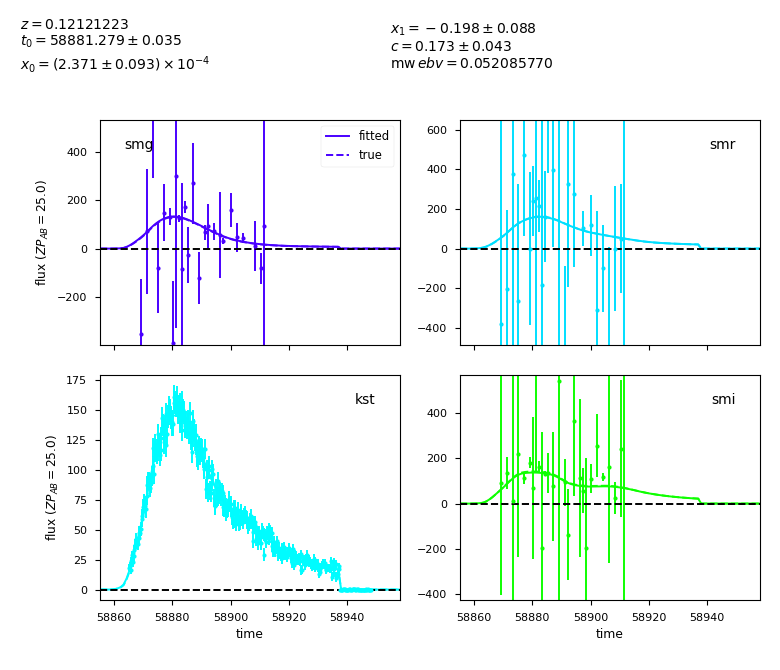 z = 0.12121223
t₀ = 58881.279 ± 0.035
x₀ = (2.371 ± 0.093) × 10⁻⁴
x₁ = −0.198 ± 0.088
c = 0.173 ± 0.043
mw ebv = 0.052085770
smg
fitted
true
400
200
0
−200
flux (ZP_AB = 25.0)
smr
600
400
200
0
−200
−400
kst
175
150
125
100
75
50
25
0
flux (ZP_AB = 25.0)
58860 58880 58900 58920 58940
time
smi
400
200
0
−200
−400
58860 58880 58900 58920 58940
time